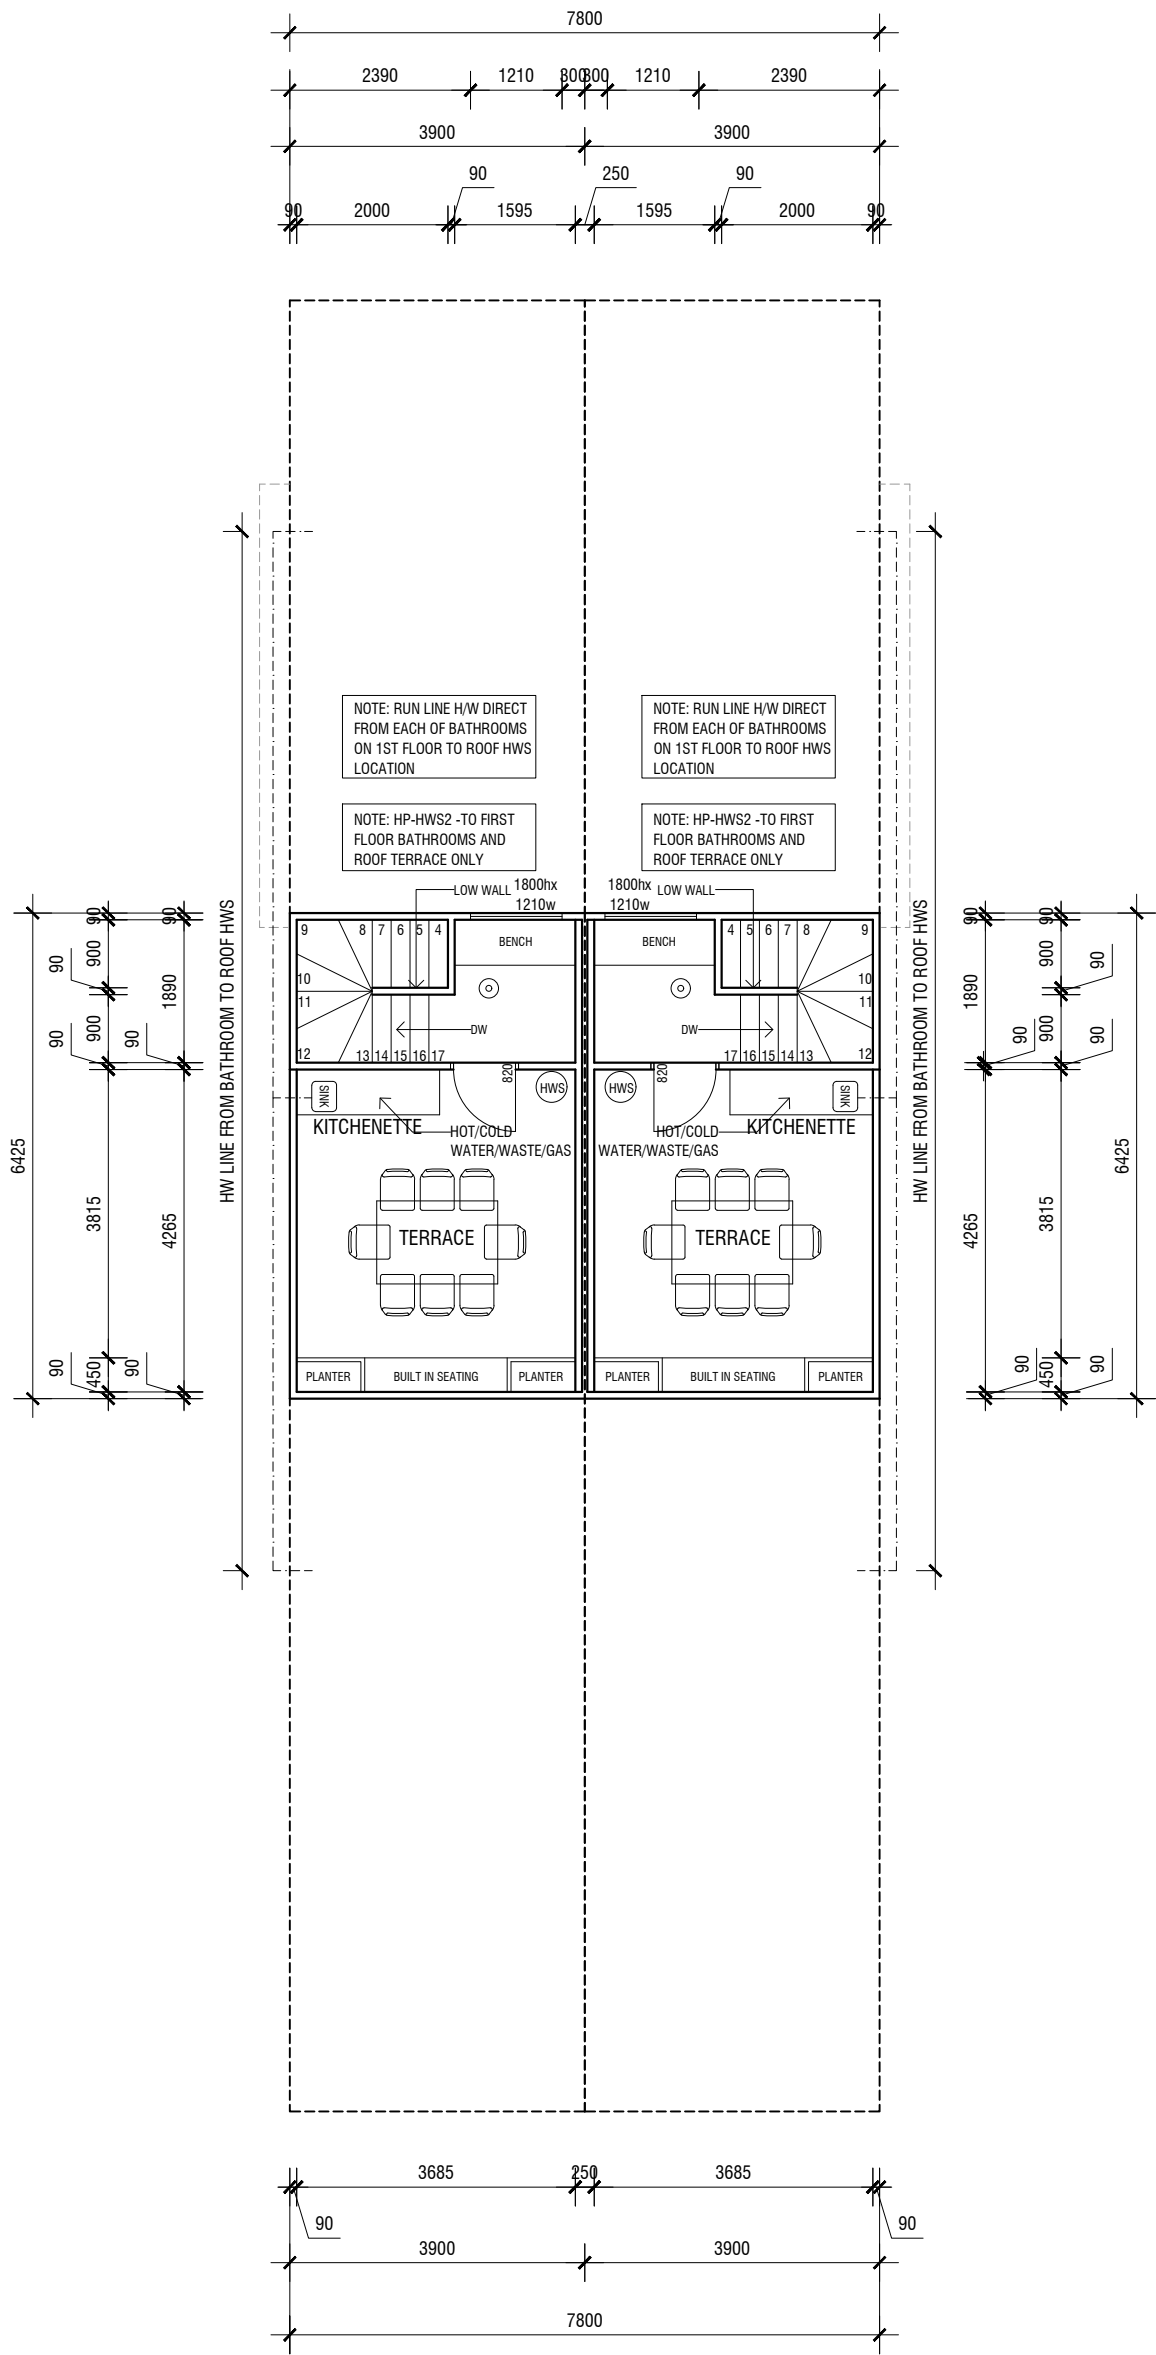 7800
2390 1210 300 300 1210 2390
3900 3900
90 250 90
90 2000 1595 1595 2000 90
NOTE: RUN LINE H/W DIRECT
FROM EACH OF BATHROOMS
ON 1ST FLOOR TO ROOF HWS
LOCATION
NOTE: RUN LINE H/W DIRECT
FROM EACH OF BATHROOMS
ON 1ST FLOOR TO ROOF HWS
LOCATION
NOTE: HP-HWS2 -TO FIRST
FLOOR BATHROOMS AND
ROOF TERRACE ONLY
NOTE: HP-HWS2 -TO FIRST
FLOOR BATHROOMS AND
ROOF TERRACE ONLY
LOW WALL 1800hx
1210w
1800hx LOW WALL
1210w
6425
90 900 90 900 3815 90 450
90
90 1890 90 4265 90
HW LINE FROM BATHROOM TO ROOF HWS
9 8 7 6 5 4
BENCH
10
11
DW
12 13 14 15 16 17
820
HWS
SINK
KITCHENETTE
HOT/COLD
WATER/WASTE/GAS
TERRACE
PLANTER BUILT IN SEATING PLANTER
4 5 6 7 8 9
BENCH
10
11
DW
17 16 15 14 13 12
820
HWS
SINK
KITCHENETTE
HOT/COLD
WATER/WASTE/GAS
TERRACE
PLANTER BUILT IN SEATING PLANTER
HW LINE FROM BATHROOM TO ROOF HWS
90 1890 90 4265 90
90 900 90 900 90 3815 450 90
6425
3685 250 3685
90 90
3900 3900
7800